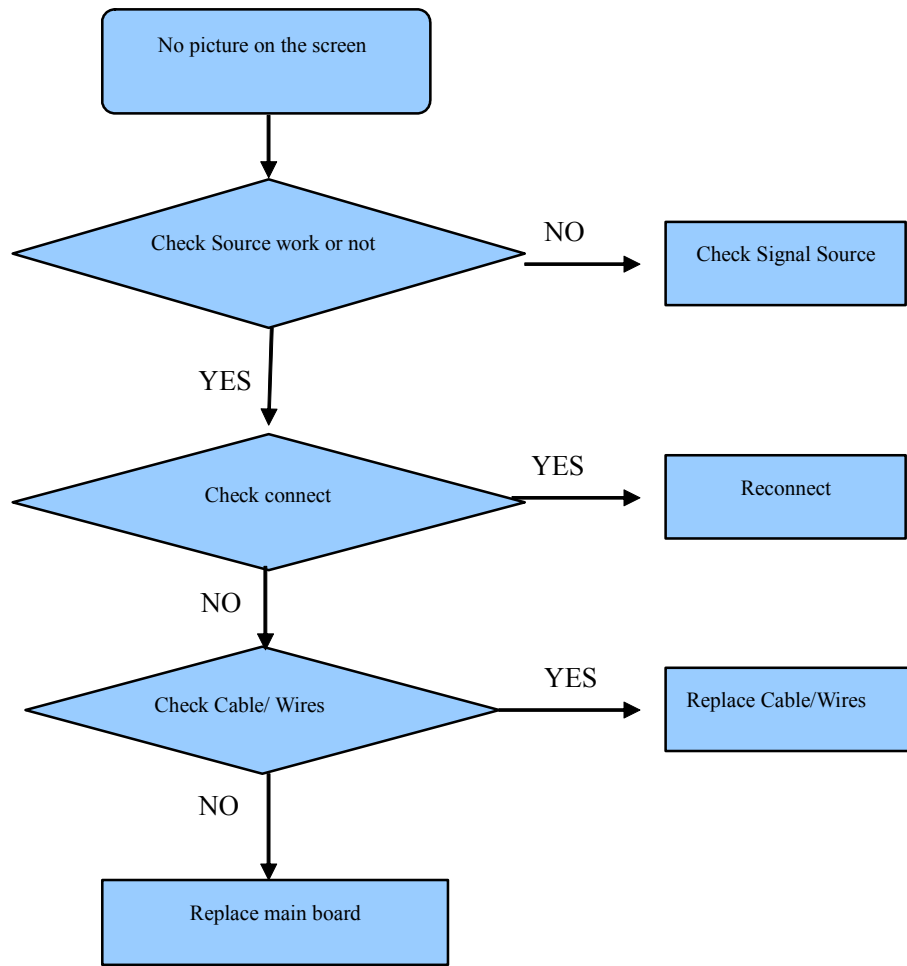 No picture on the screen
Check Source work or not
NO
Check Signal Source
YES
Check connect
YES
Reconnect
NO
Check Cable/ Wires
YES
Replace Cable/Wires
NO
Replace main board